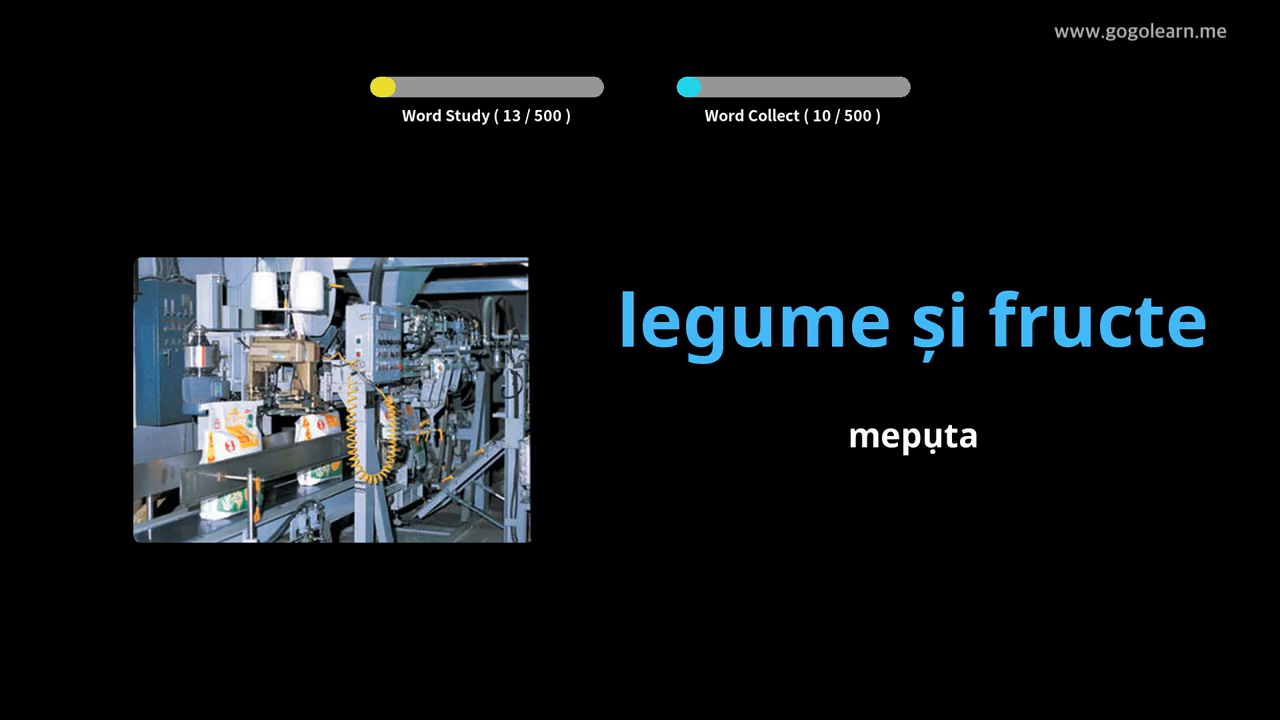 www.gogolearn.me
Word Study ( 13 / 500 )
Word Collect ( 10 / 500 )
legume și fructe
mepụta